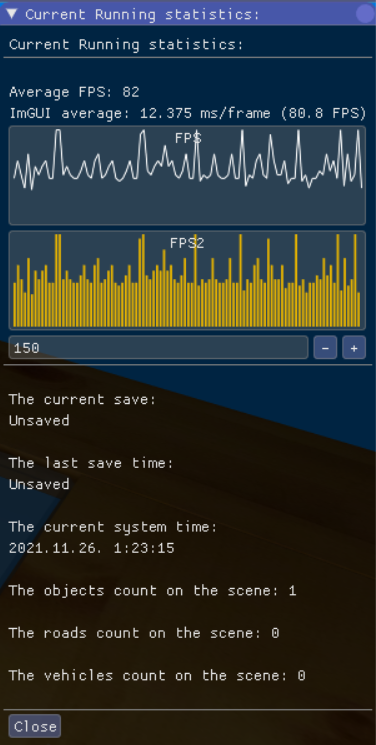 Current Running statistics:
Current Running statistics:
Average FPS: 82
ImGUI average: 12.375 ms/frame (80.8 FPS)
FPS
FPS2
150
-
+
The current save:
Unsaved
The last save time:
Unsaved
The current system time:
2021.11.26. 1:23:15
The objects count on the scene: 1
The roads count on the scene: 0
The vehicles count on the scene: 0
Close